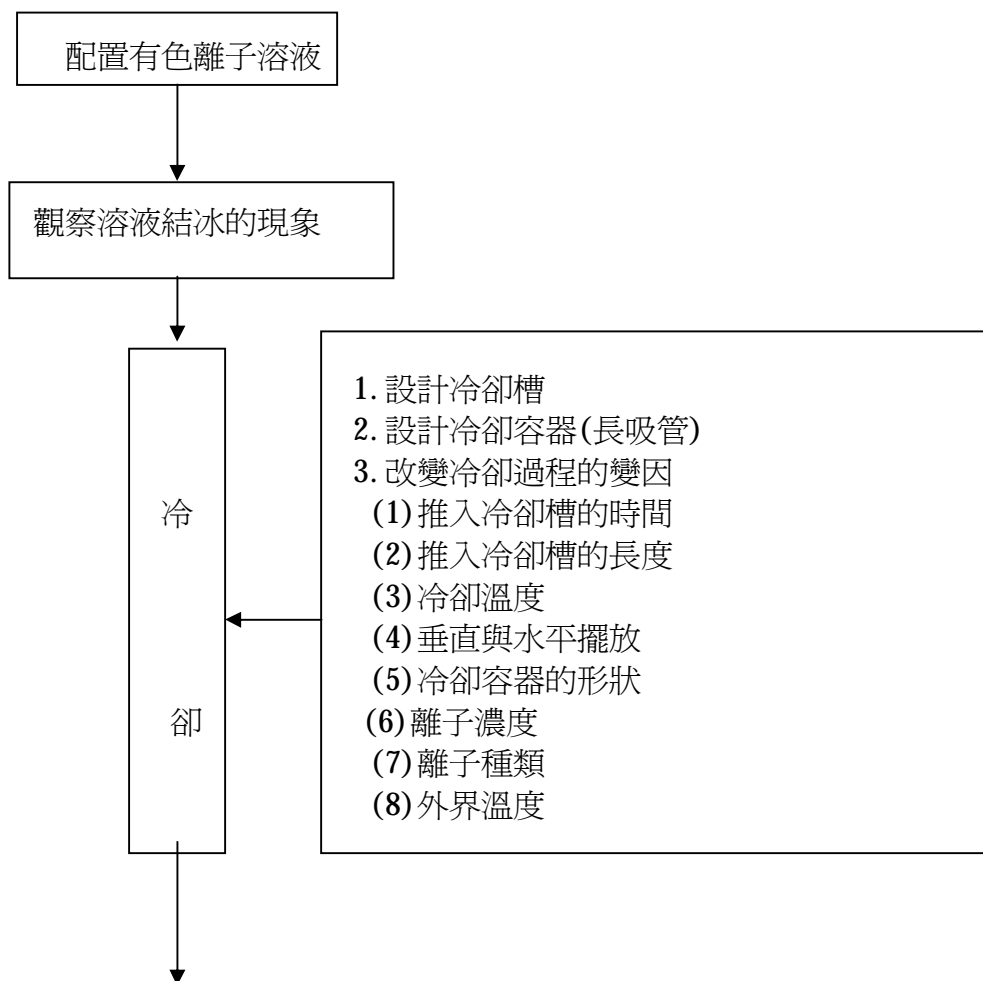 配置有色離子溶液
觀察溶液結冰的現象
冷
卻
1.設計冷卻槽
2.設計冷卻容器(長吸管)
3.改變冷卻過程的變因
(1)推入冷卻槽的時間
(2)推入冷卻槽的長度
(3)冷卻溫度
(4)垂直與水平擺放
(5)冷卻容器的形狀
(6)離子濃度
(7)離子種類
(8)外界溫度